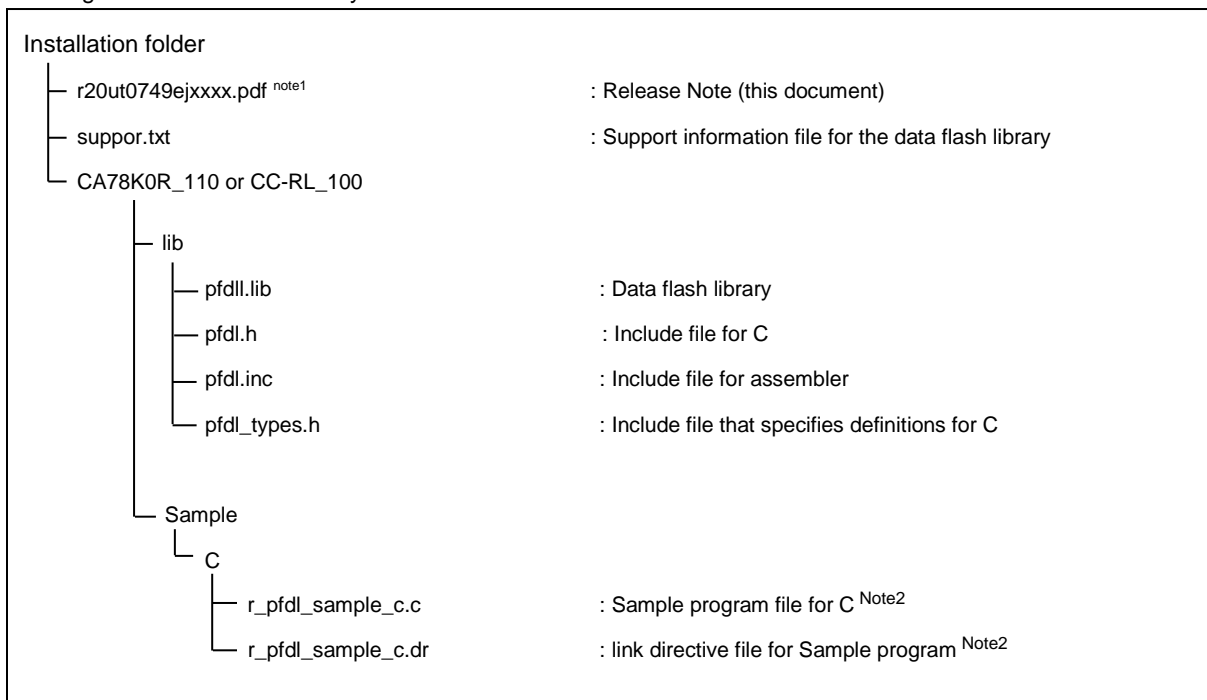 Installation folder
r20ut0749ejxxxx.pdf note1 : Release Note (this document)
suppor.txt : Support information file for the data flash library
CA78K0R_110 or CC-RL_100
lib
pfdll.lib : Data flash library
pfdl.h : Include file for C
pfdl.inc : Include file for assembler
pfdl_types.h : Include file that specifies definitions for C
Sample
C
r_pfdl_sample_c.c : Sample program file for C Note2
r_pfdl_sample_c.dr : link directive file for Sample program Note2